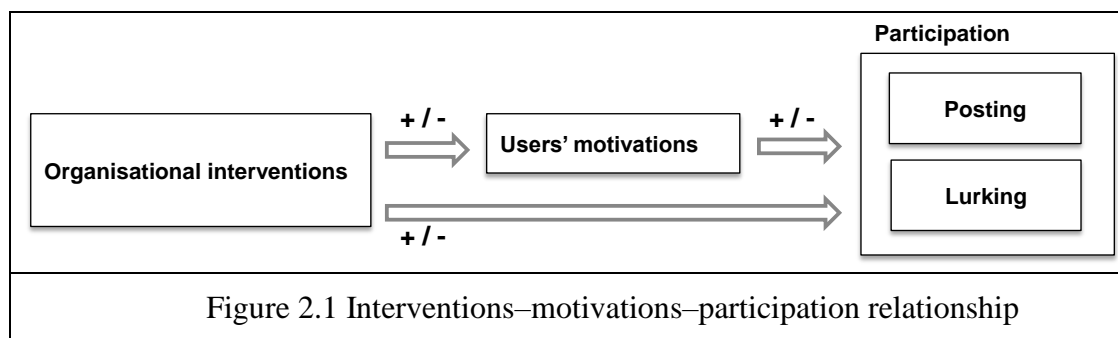 Participation
Organisational interventions
+ / -
Users’ motivations
+ / -
Posting
Lurking
+ / -
Figure 2.1 Interventions–motivations–participation relationship